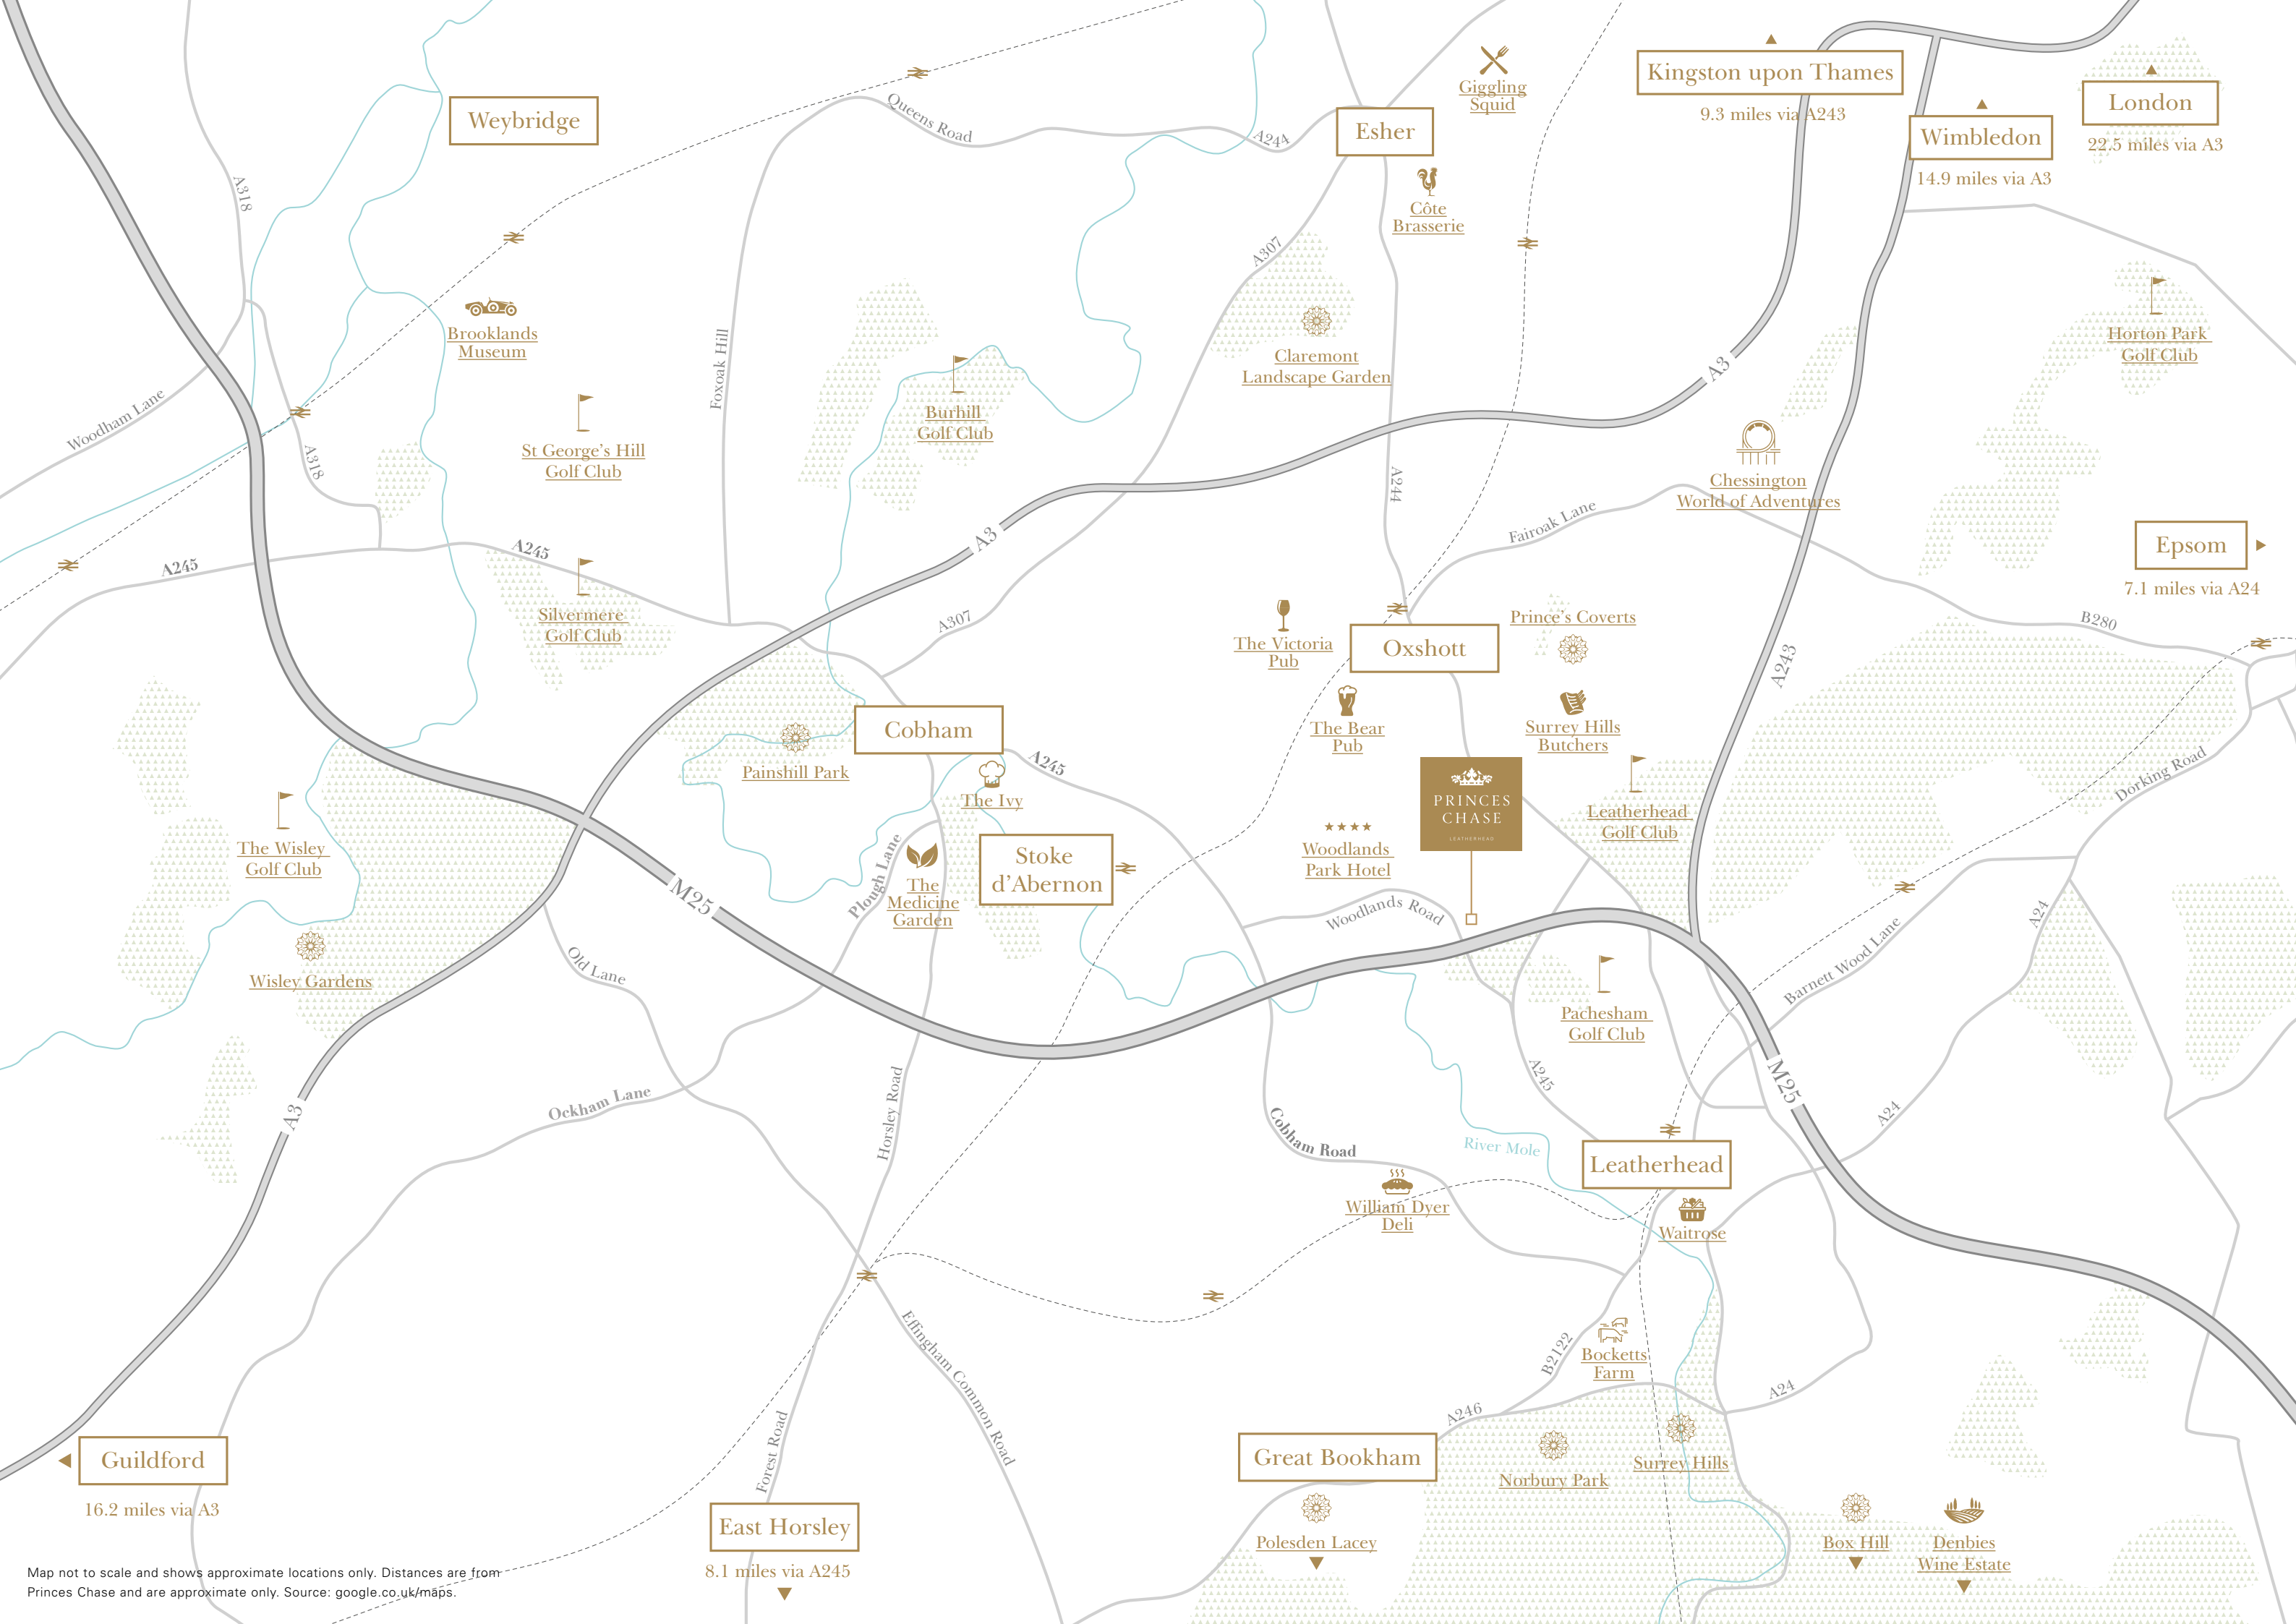 Weybridge
Queens Road
A244
Esher
Giggling
Squid
Kingston upon Thames
9.3 miles via A243
Wimbledon
14.9 miles via A3
London
22.5 miles via A3
A318
Côte
Brasserie
A307
Brooklands
Museum
Foxoak Hill
Claremont
Landscape Garden
Horton Park
Golf Club
A3
Woodham Lane
A318
St George's Hill
Golf Club
Burhill
Golf Club
A244
Chessington
World of Adventures
Fairoak Lane
A3
A245
A245
Epsom
7.1 miles via A24
Silvermere
Golf Club
A307
The Victoria
Pub
Oxshott
Prince's Coverts
B280
A243
Cobham
The Bear
Pub
Surrey Hills
Butchers
Painshill Park
A245
The Ivy
PRINCES
CHASE
LEATHERHEAD
Leatherhead
Golf Club
Dorking Road
The Wisley
Golf Club
Woodlands
Park Hotel
Plough Lane
The
Medicine
Garden
Stoke
d'Abernon
M25
Woodlands Road
A24
Wisley Gardens
Old Lane
Barnett Wood Lane
Pachesham
Golf Club
A245
M25
A3
Ockham Lane
Horsley Road
Cobham Road
River Mole
A24
Leatherhead
William Dyer
Deli
Waitrose
Effingham Common Road
B2122
Bocketts
Farm
A24
A246
Guildford
16.2 miles via A3
Forest Road
Great Bookham
Norbury Park
Surrey Hills
East Horsley
8.1 miles via A245
Polesden Lacey
Box Hill
Denbies
Wine Estate
Map not to scale and shows approximate locations only. Distances are from
Princes Chase and are approximate only. Source: google.co.uk/maps.